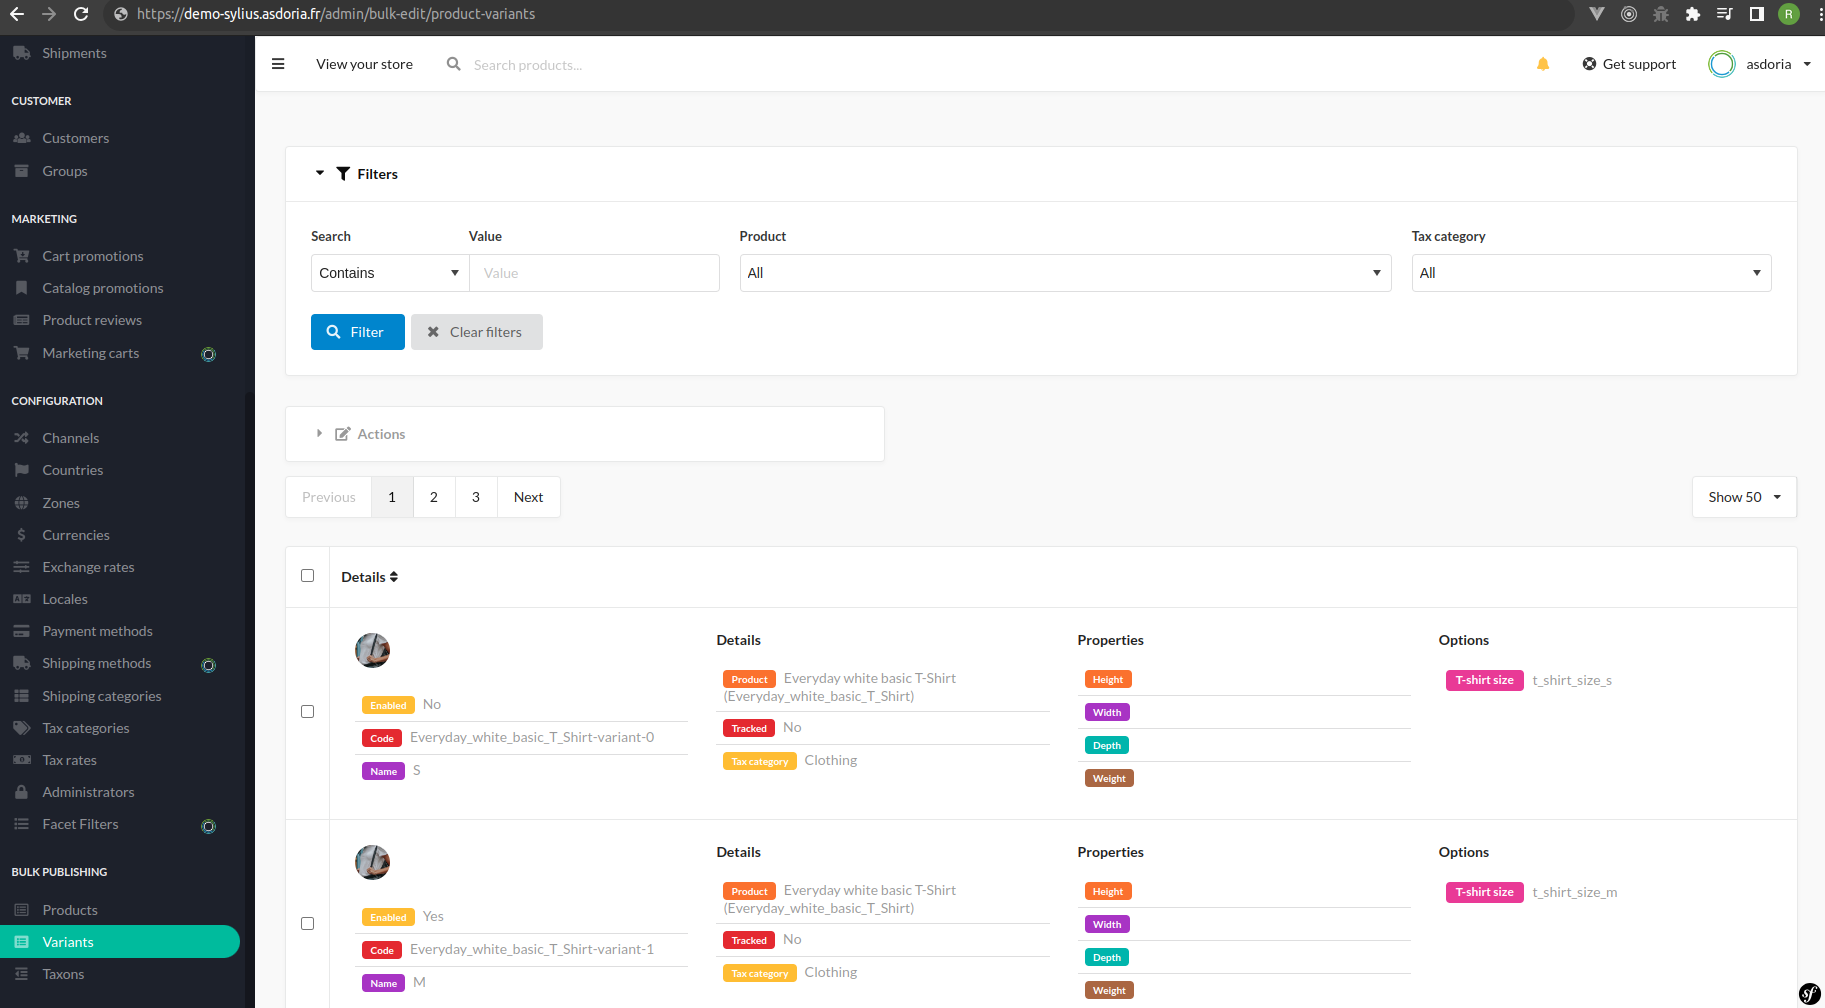 https://demo-sylius.asdoria.fr/admin/bulk-edit/product-variants
R
Shipments
CUSTOMER
Customers
Groups
MARKETING
Cart promotions
Catalog promotions
Product reviews
Marketing carts
CONFIGURATION
Channels
Countries
Zones
Currencies
Exchange rates
Locales
Payment methods
Shipping methods
Shipping categories
Tax categories
Tax rates
Administrators
Facet Filters
BULK PUBLISHING
Products
Variants
Taxons
View your store
Search products...
Get support
asdoria
Filters
Search
Value
Product
Tax category
Contains
Value
All
All
Filter
Clear filters
Actions
Previous
1
2
3
Next
Show 50
Details
Enabled No
Code Everyday_white_basic_T_Shirt-variant-0
Name S
Details
Product Everyday white basic T-Shirt
(Everyday_white_basic_T_Shirt)
Tracked No
Tax category Clothing
Properties
Height
Width
Depth
Weight
Options
T-shirt size t_shirt_size_s
Enabled Yes
Code Everyday_white_basic_T_Shirt-variant-1
Name M
Details
Product Everyday white basic T-Shirt
(Everyday_white_basic_T_Shirt)
Tracked No
Tax category Clothing
Properties
Height
Width
Depth
Weight
Options
T-shirt size t_shirt_size_m
sf